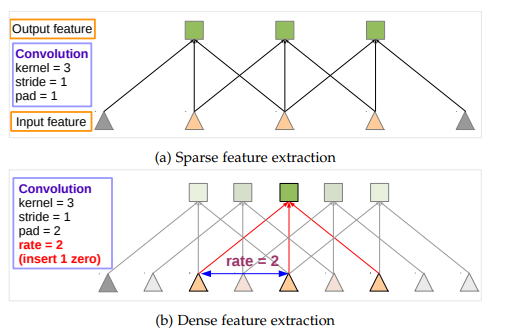 Output feature
Convolution
kernel = 3
stride = 1
pad = 1
Input feature
(a) Sparse feature extraction
Convolution
kernel = 3
stride = 1
pad = 2
rate = 2
(insert 1 zero)
rate = 2
(b) Dense feature extraction